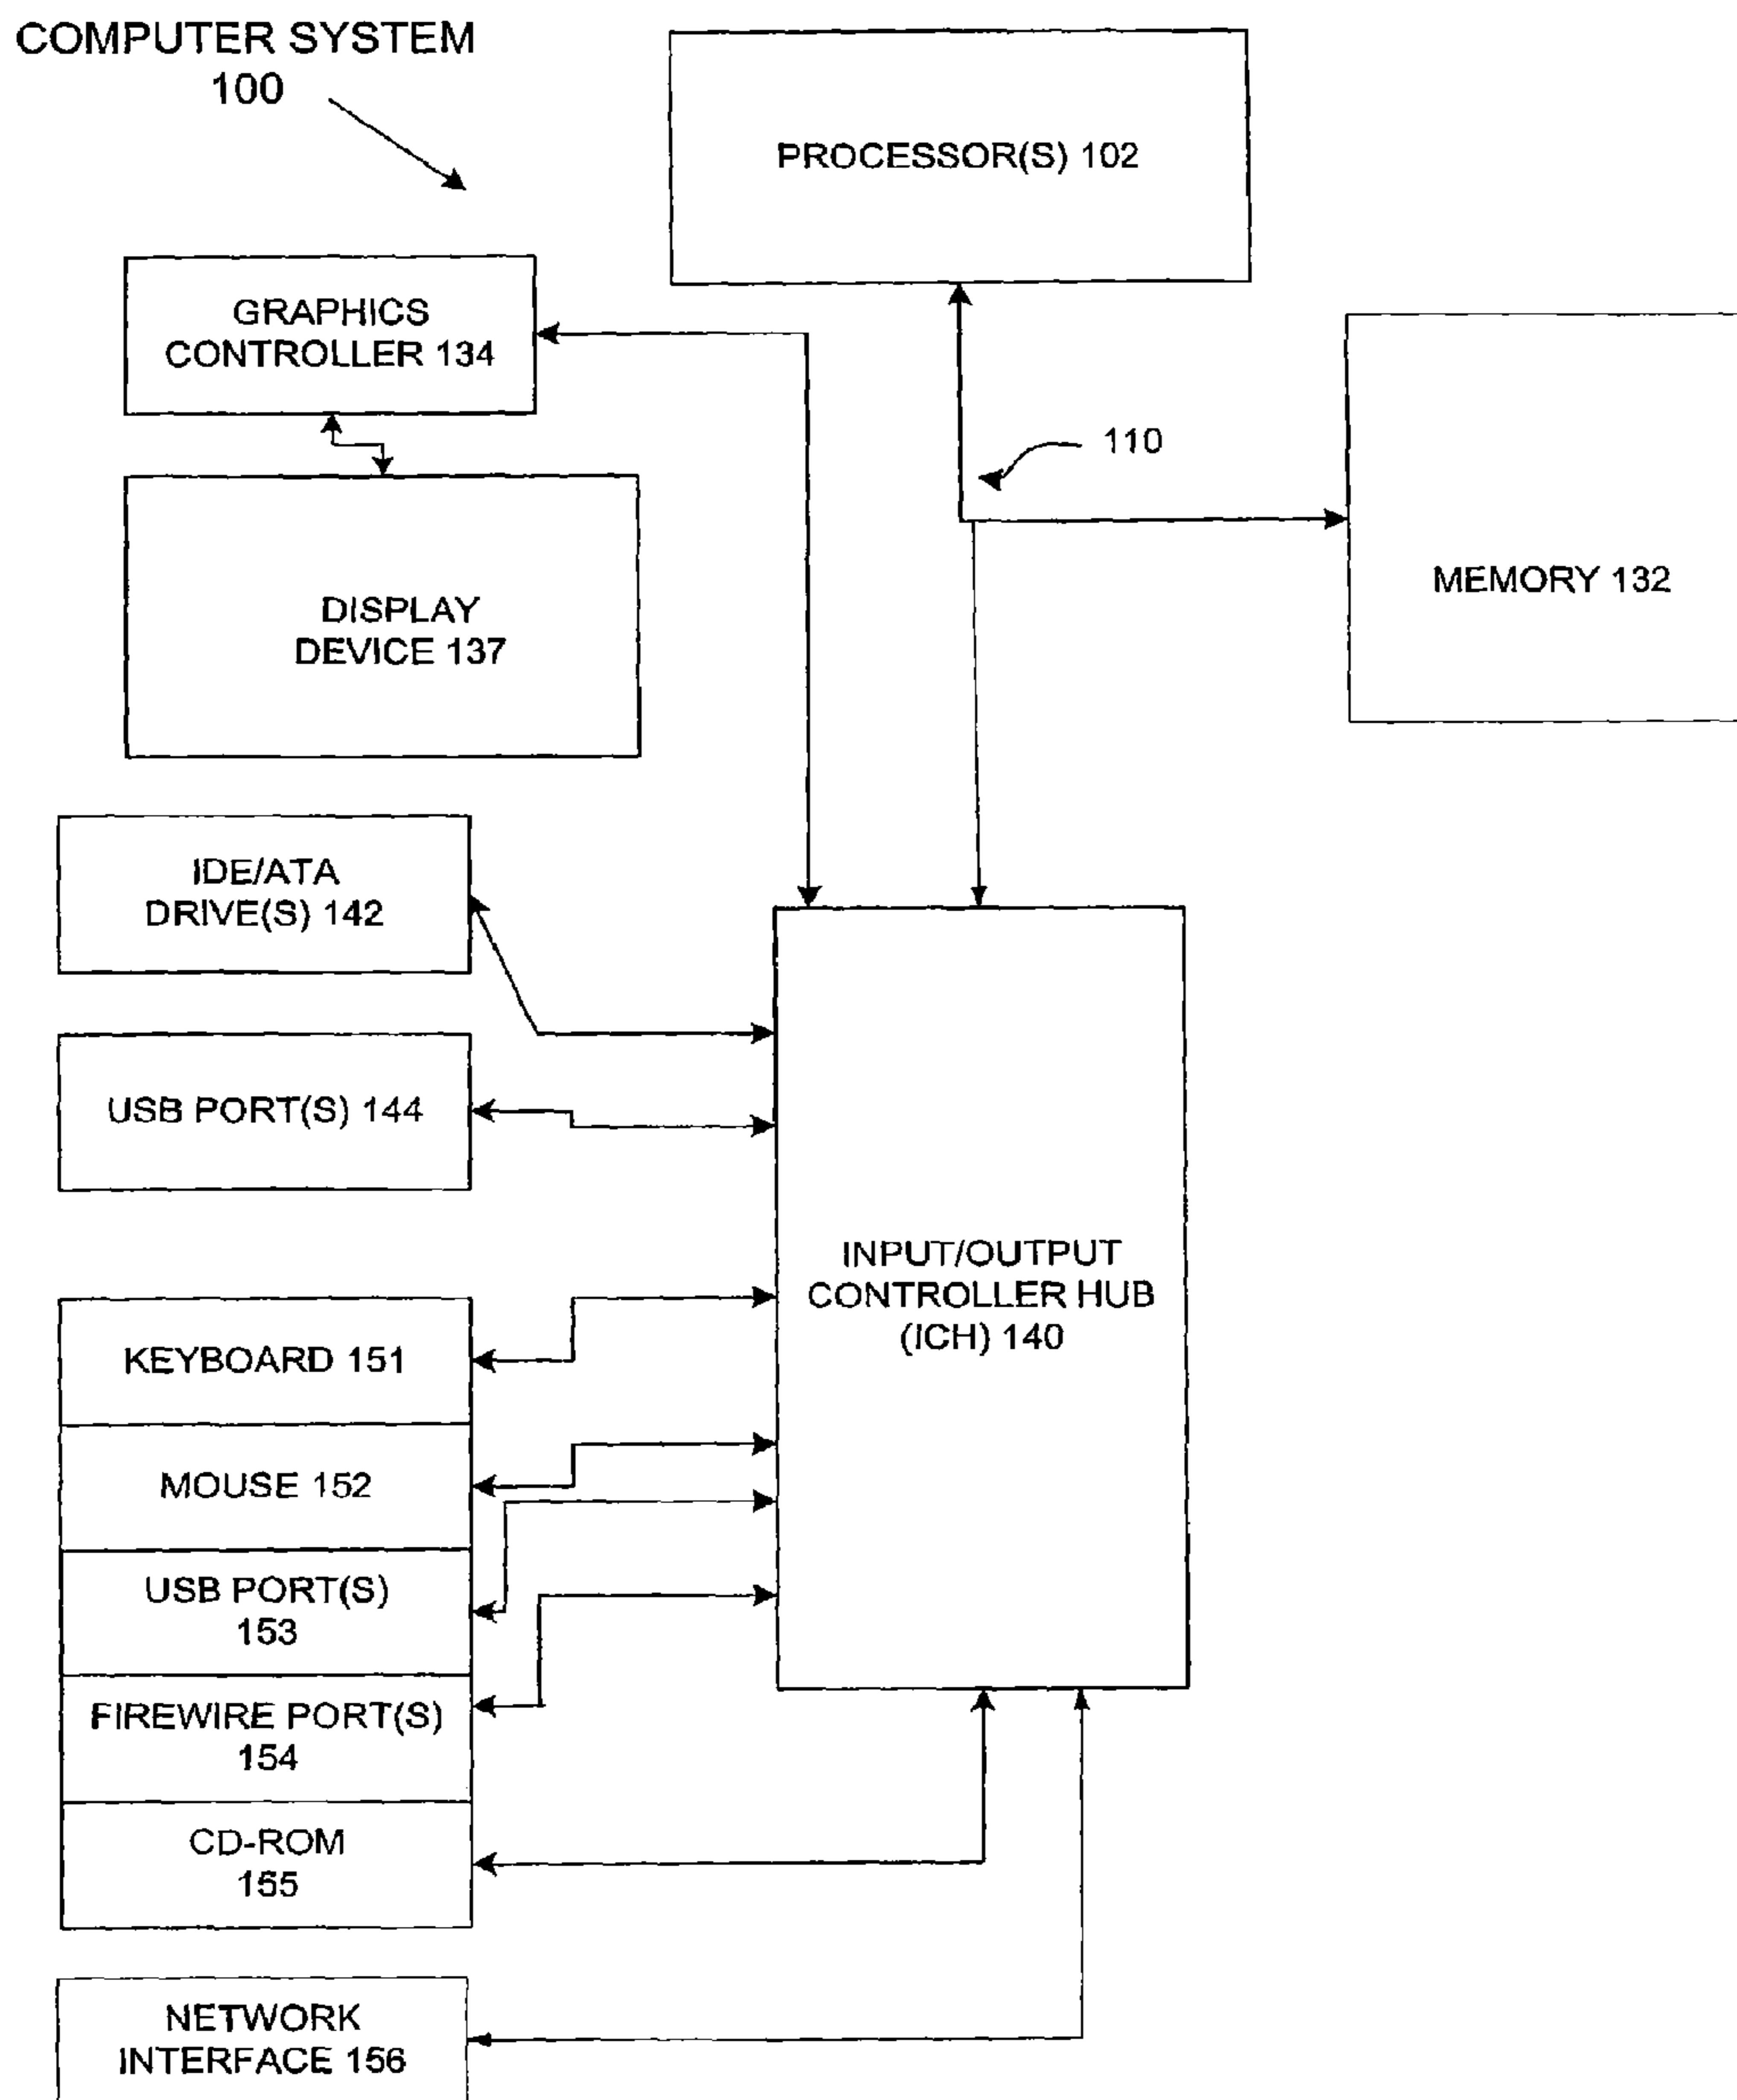 COMPUTER SYSTEM
100
PROCESSOR(S) 102
GRAPHICS
CONTROLLER 134
110
MEMORY 132
DISPLAY
DEVICE 137
IDE/ATA
DRIVE(S) 142
USB PORT(S) 144
INPUT/OUTPUT
CONTROLLER HUB
(ICH) 140
KEYBOARD 151
MOUSE 152
USB PORT(S)
153
FIREWIRE PORT(S)
154
CD-ROM
155
NETWORK
INTERFACE 156